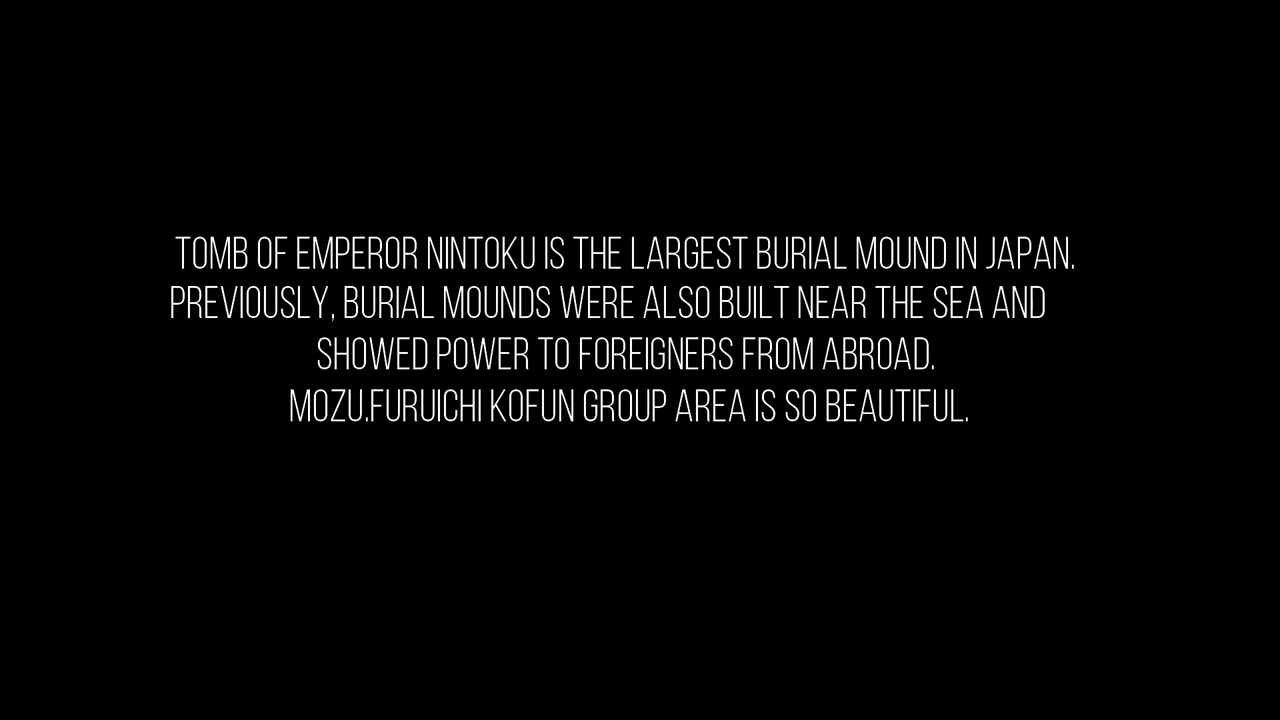 TOMB OF EMPEROR NINTOKU IS THE LARGEST BURIAL MOUND IN JAPAN.
PREVIOUSLY, BURIAL MOUNDS WERE ALSO BUILT NEAR THE SEA AND
SHOWED POWER TO FOREIGNERS FROM ABROAD.
MOZU.FURUICHI KOFUN GROUP AREA IS SO BEAUTIFUL.